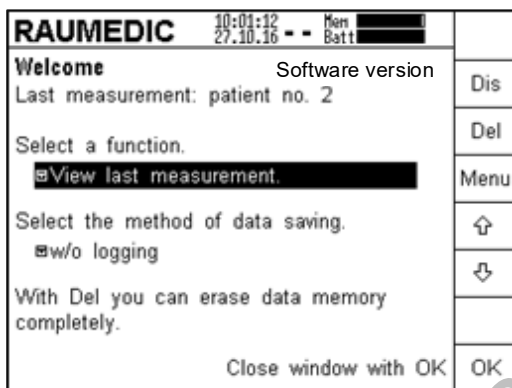 RAUMEDIC 10:01:12 Mem
27.10.16 - - Batt
Welcome Software version
Last measurement: patient no. 2
Dis
Del
Select a function.
View last measurement.
Menu
Select the method of data saving.
w/o logging
With Del you can erase data memory
completely.
Close window with OK
OK